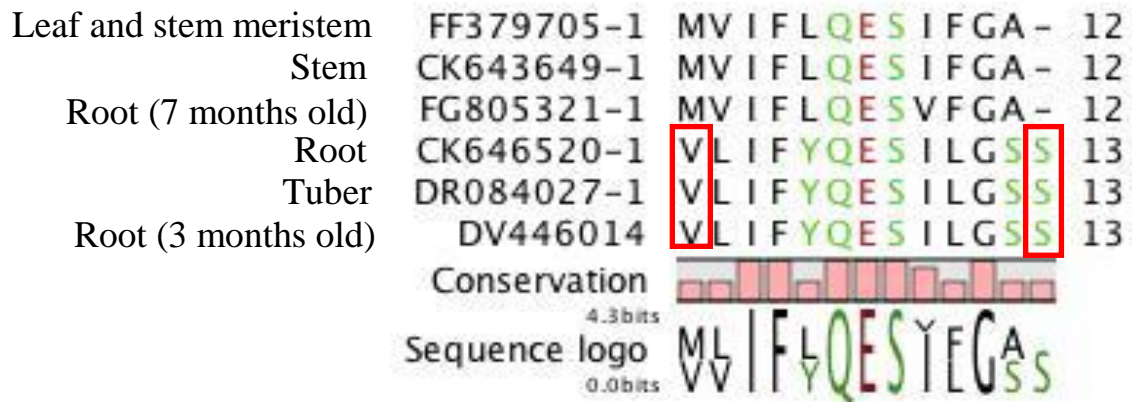 Leaf and stem meristem FF379705-1 MVIFLQESIFGA- 12
Stem CK643649-1 MVIFLQESIFGA- 12
Root (7 months old) FG805321-1 MVIFLQESVFGA- 12
Root CK646520-1 VLIFYQESILGSS 13
Tuber DR084027-1 VLIFYQESILGSS 13
Root (3 months old) DV446014 VLIFYQESILGSS 13
Conservation
4.3bits
Sequence logo
0.0bits